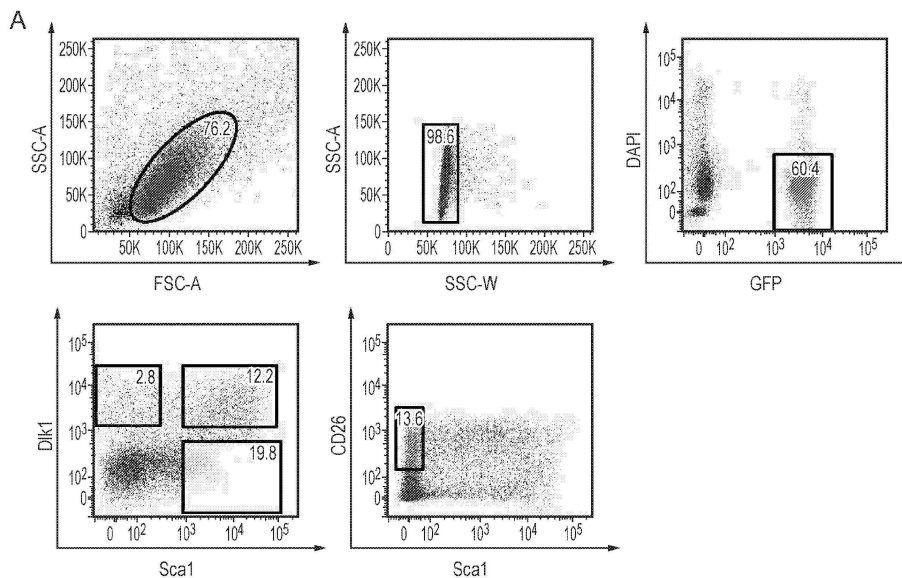 A
250K
200K
150K
100K
50K
0
SSC-A
76.2
50K 100K 150K 200K 250K
FSC-A
250K
200K
150K
100K
50K
0
SSC-A
98.6
0 50K 100K 150K 200K 250K
SSC-W
10^5
10^4
10^3
10^2
0
DAPI
60.4
0 10^2 10^3 10^4 10^5
GFP
10^5
10^4
10^3
10^2
0
Dlk1
2.8
12.2
19.8
0 10^2 10^3 10^4 10^5
Sca1
10^5
10^4
10^3
10^2
0
CD26
13.6
0 10^2 10^3 10^4 10^5
Sca1